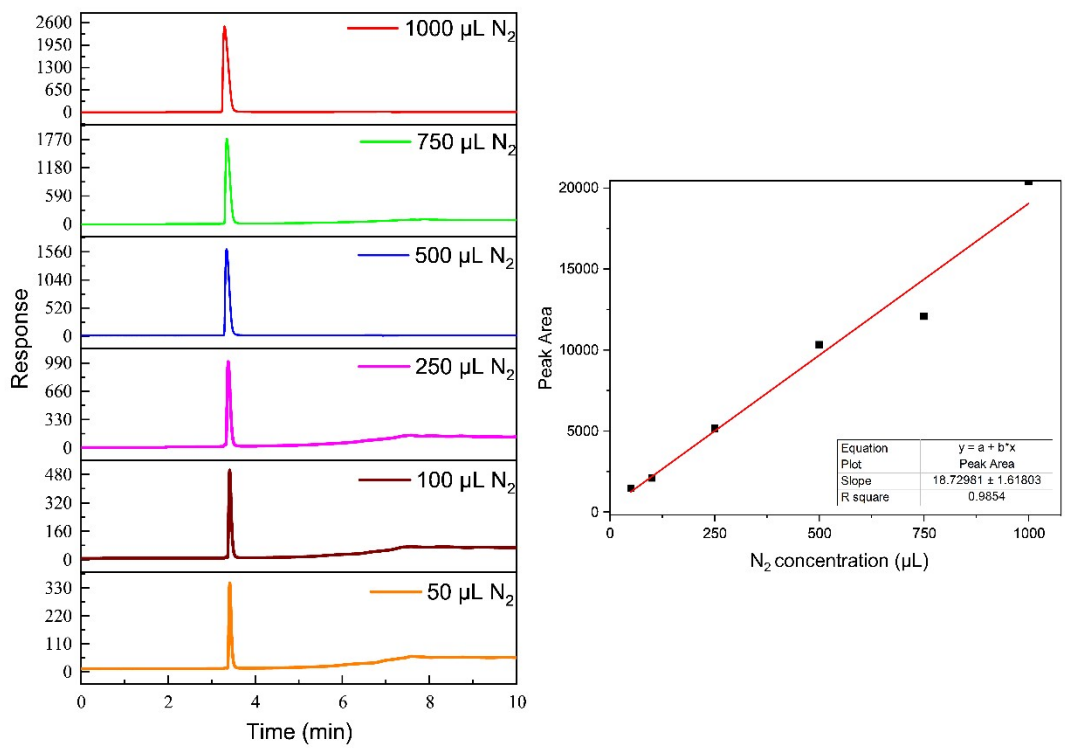 Response
1000 µL N₂
2600
1950
1300
650
0
750 µL N₂
1770
1180
590
0
500 µL N₂
1560
1040
520
0
250 µL N₂
990
660
330
0
100 µL N₂
480
320
160
0
50 µL N₂
330
220
110
0
0 2 4 6 8 10
Time (min)
Peak Area
20000
15000
10000
5000
0
Equation y = a + b*x
Plot Peak Area
Slope 18.72981 ± 1.61803
R square 0.9854
0 250 500 750 1000
N₂ concentration (µL)